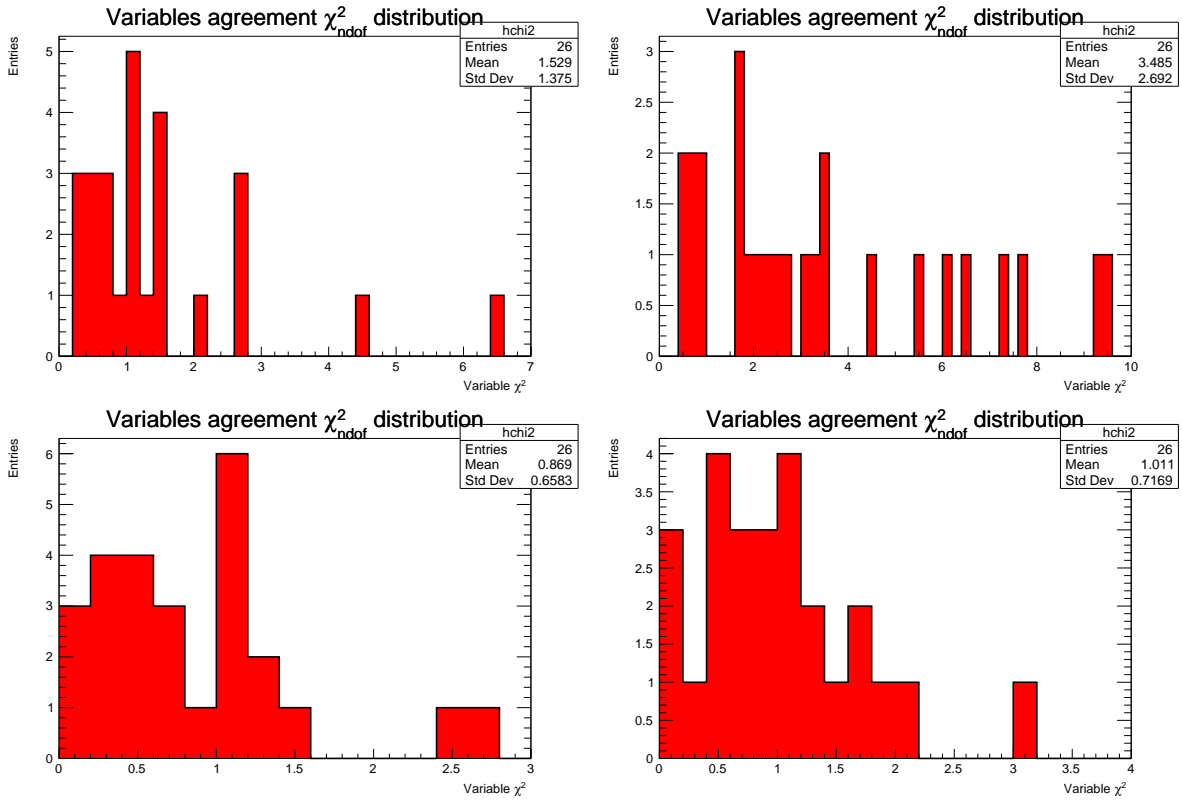 Variables agreement χ²ndof distribution
hchi2
Entries 26
Mean 1.529
Std Dev 1.375
Entries
5
4
3
2
1
0
0 1 2 3 4 5 6 7
Variable χ²
Variables agreement χ²ndof distribution
hchi2
Entries 26
Mean 3.485
Std Dev 2.692
Entries
3
2.5
2
1.5
1
0.5
0
0 2 4 6 8 10
Variable χ²
Variables agreement χ²ndof distribution
hchi2
Entries 26
Mean 0.869
Std Dev 0.6583
Entries
6
5
4
3
2
1
0
0 0.5 1 1.5 2 2.5 3
Variable χ²
Variables agreement χ²ndof distribution
hchi2
Entries 26
Mean 1.011
Std Dev 0.7169
Entries
4
3.5
3
2.5
2
1.5
1
0.5
0
0 0.5 1 1.5 2 2.5 3 3.5 4
Variable χ²